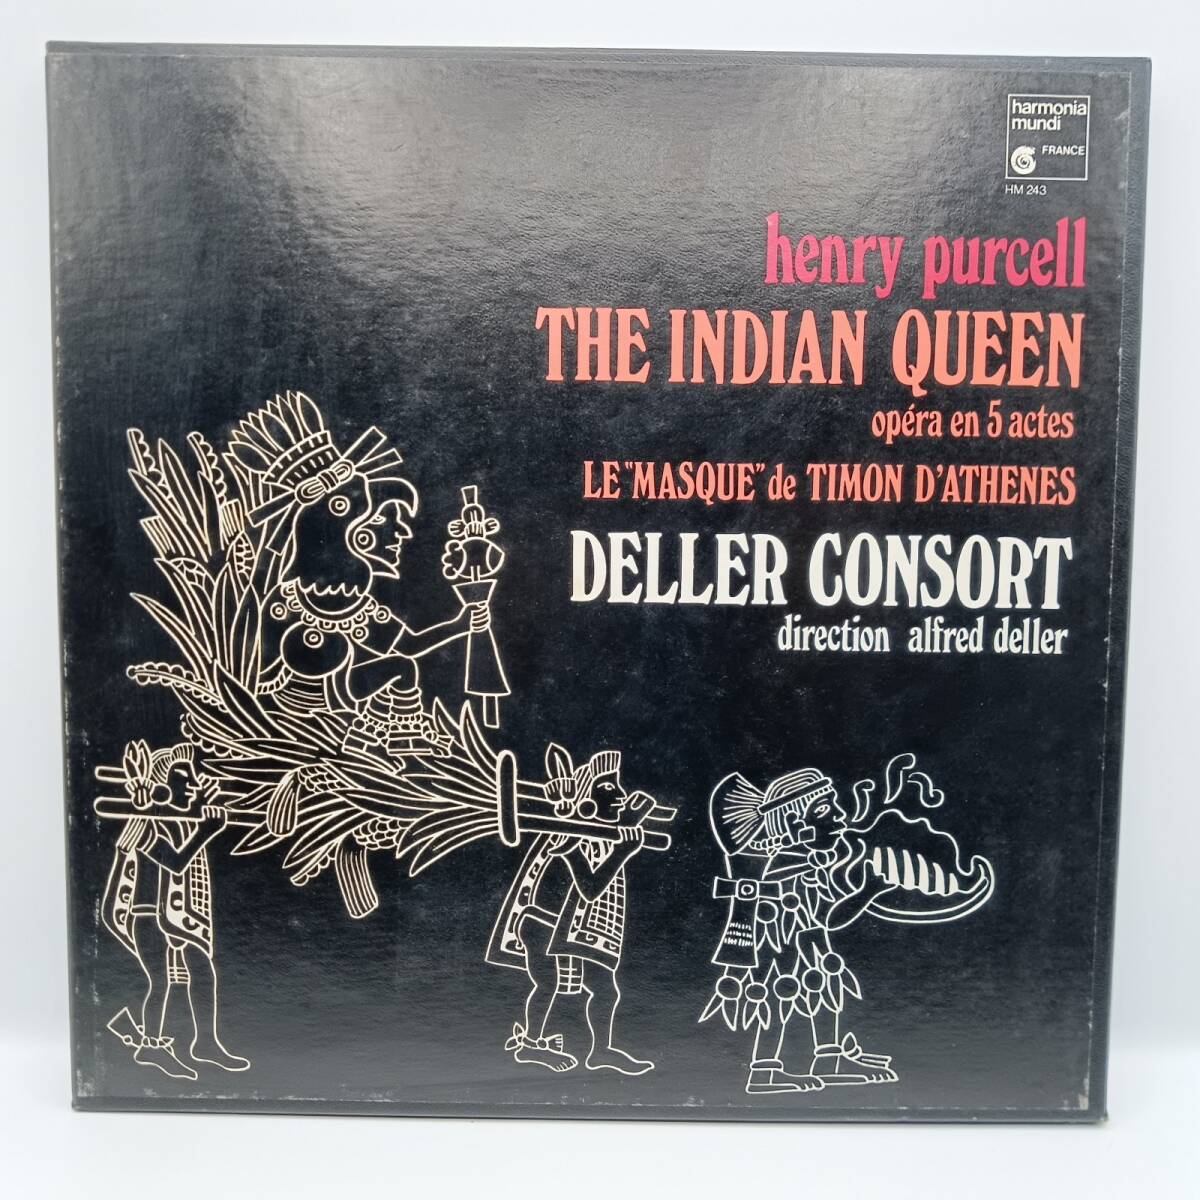 harmonia
mundi
FRANCE
HM 243
henry purcell
THE INDIAN QUEEN
opéra en 5 actes
LE "MASQUE" de TIMON D'ATHENES
DELLER CONSORT
direction alfred deller